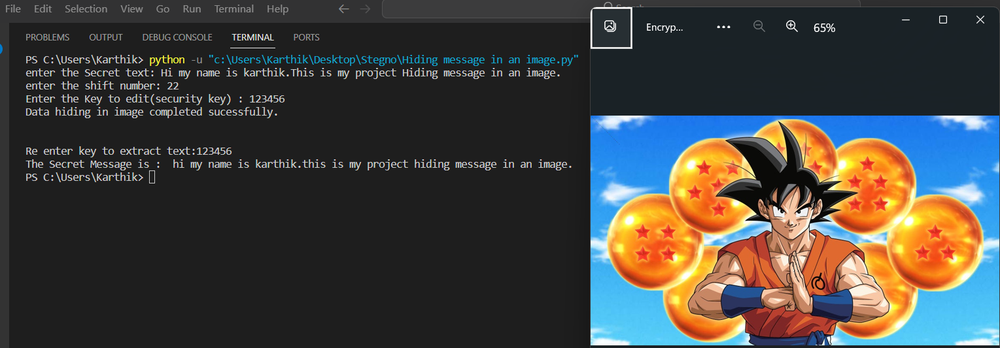 File Edit Selection View Go Run Terminal Help
PROBLEMS OUTPUT DEBUG CONSOLE TERMINAL PORTS
PS C:\Users\Karthik> python -u "c:\Users\Karthik\Desktop\Stegno\Hiding message in an image.py"
enter the Secret text: Hi my name is karthik.This is my project Hiding message in an image.
enter the shift number: 22
Enter the Key to edit(security key) : 123456
Data hiding in image completed sucessfully.
Re enter key to extract text:123456
The Secret Message is :  hi my name is karthik.this is my project hiding message in an image.
PS C:\Users\Karthik>
Encryp... 65%